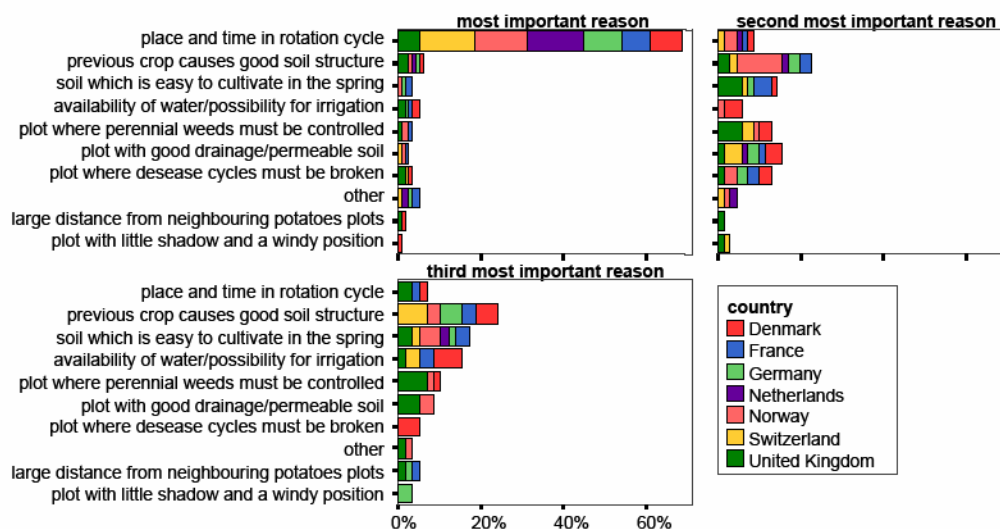 most important reason
second most important reason
place and time in rotation cycle
previous crop causes good soil structure
soil which is easy to cultivate in the spring
availability of water/possibility for irrigation
plot where perennial weeds must be controlled
plot with good drainage/permeable soil
plot where desease cycles must be broken
other
large distance from neighbouring potatoes plots
plot with little shadow and a windy position
third most important reason
place and time in rotation cycle
previous crop causes good soil structure
soil which is easy to cultivate in the spring
availability of water/possibility for irrigation
plot where perennial weeds must be controlled
plot with good drainage/permeable soil
plot where desease cycles must be broken
other
large distance from neighbouring potatoes plots
plot with little shadow and a windy position
0% 20% 40% 60%
country
Denmark
France
Germany
Netherlands
Norway
Switzerland
United Kingdom